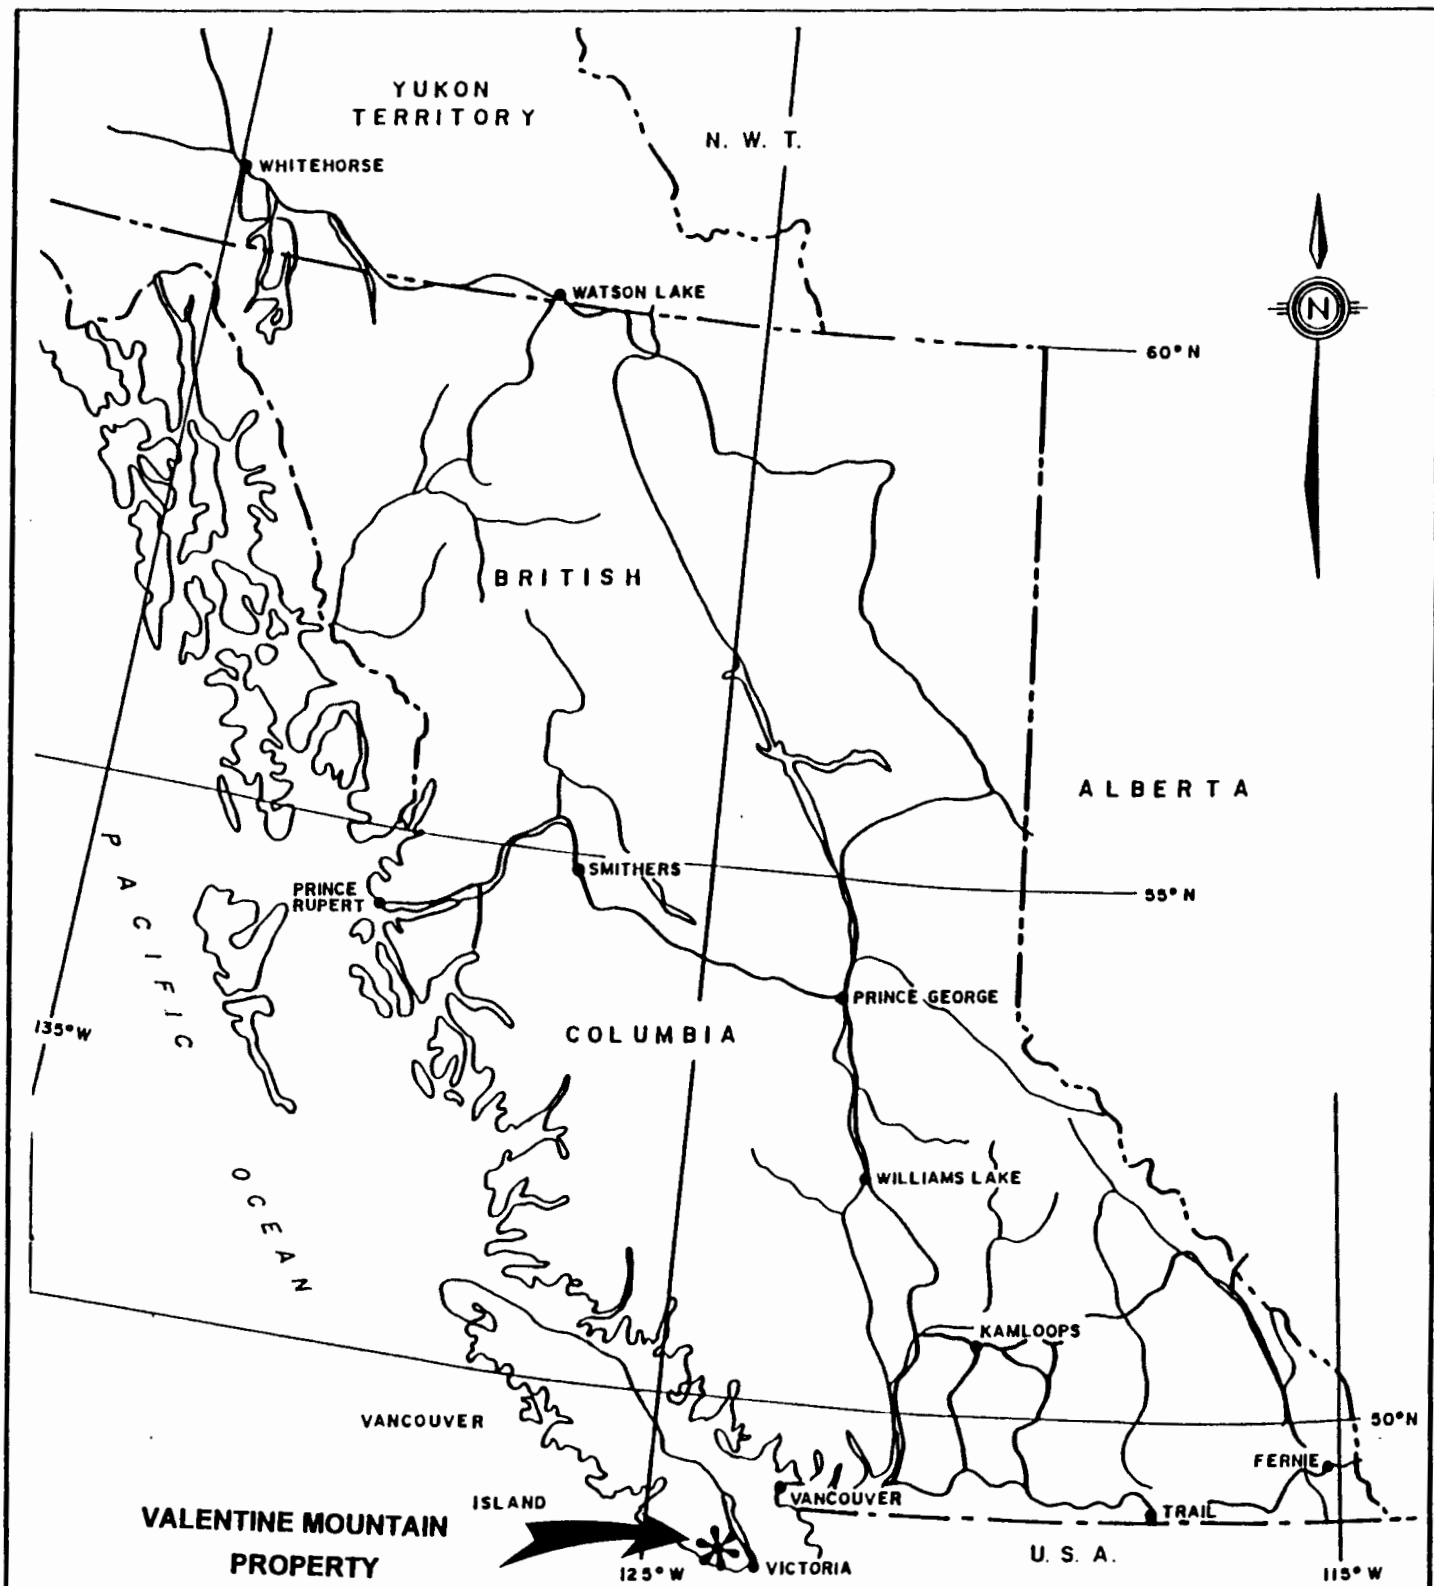 YUKON
TERRITORY
N. W. T.
WHITEHORSE
WATSON LAKE
N
60° N
BRITISH
ALBERTA
PACIFIC
SMITHERS
PRINCE
RUPERT
55° N
PRINCE GEORGE
135° W
COLUMBIA
OCEAN
WILLIAMS LAKE
KAMLOOPS
VANCOUVER
50° N
FERNIE
ISLAND
VANCOUVER
TRAIL
VALENTINE MOUNTAIN
PROPERTY
U. S. A.
VICTORIA
125° W
115° W